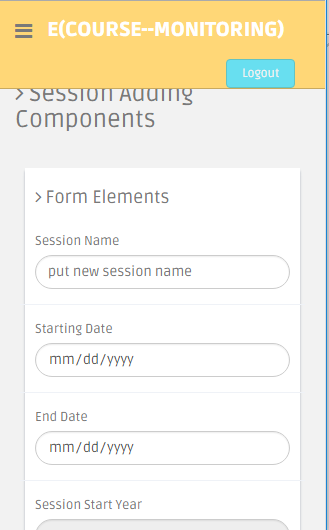 E(COURSE--MONITORING)
Logout
> Session Adding
Components
> Form Elements
Session Name
put new session name
Starting Date
mm/dd/yyyy
End Date
mm/dd/yyyy
Session Start Year